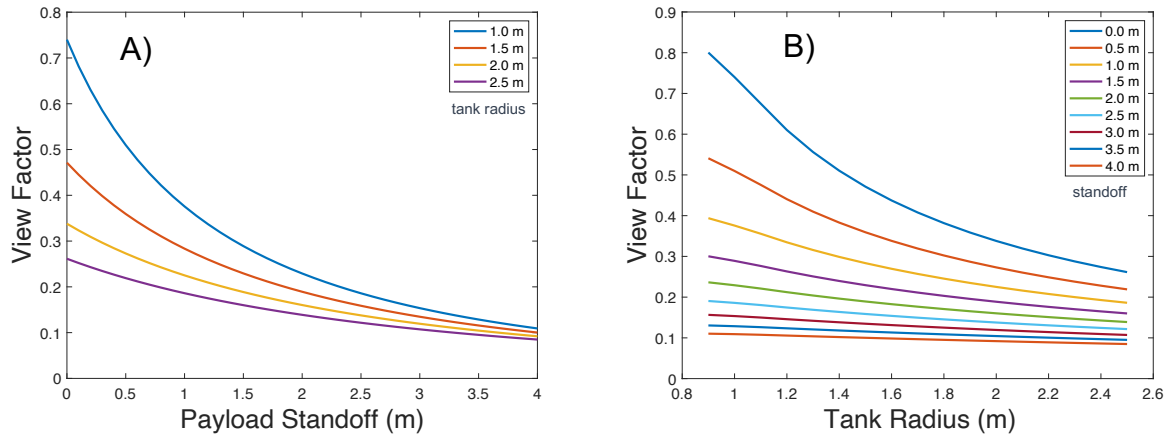 A)
1.0 m
1.5 m
2.0 m
2.5 m
tank radius
View Factor
0.8
0.7
0.6
0.5
0.4
0.3
0.2
0.1
0
0 0.5 1 1.5 2 2.5 3 3.5 4
Payload Standoff (m)
B)
0.0 m
0.5 m
1.0 m
1.5 m
2.0 m
2.5 m
3.0 m
3.5 m
4.0 m
standoff
View Factor
0.9
0.8
0.7
0.6
0.5
0.4
0.3
0.2
0.1
0
0.8 1 1.2 1.4 1.6 1.8 2 2.2 2.4 2.6
Tank Radius (m)